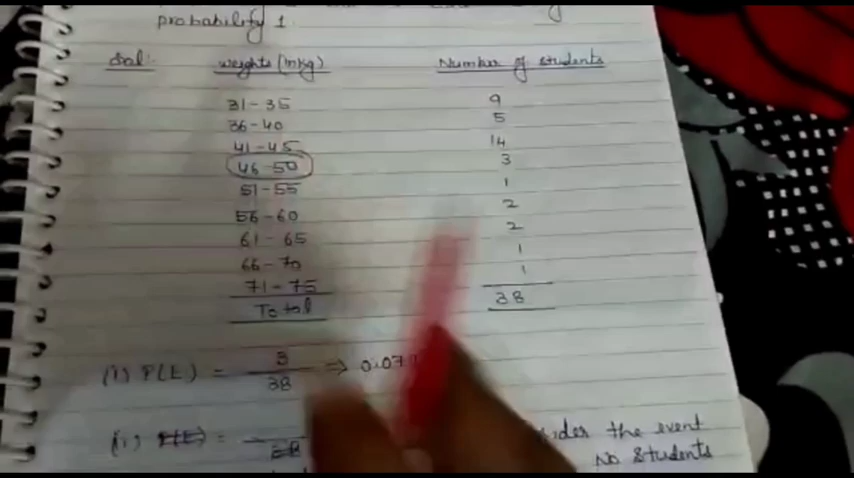 probability 1.
Sol:- Weights (in kg) Number of students
31-35 9
36-40 5
41-45 14
46-50 3
51-55 1
56-60 2
61-65 2
66-70 1
71-75 1
Total 38
(i) P(E) = 3/38 ⇒ 0.07
(ii) P(E) = the event
No students